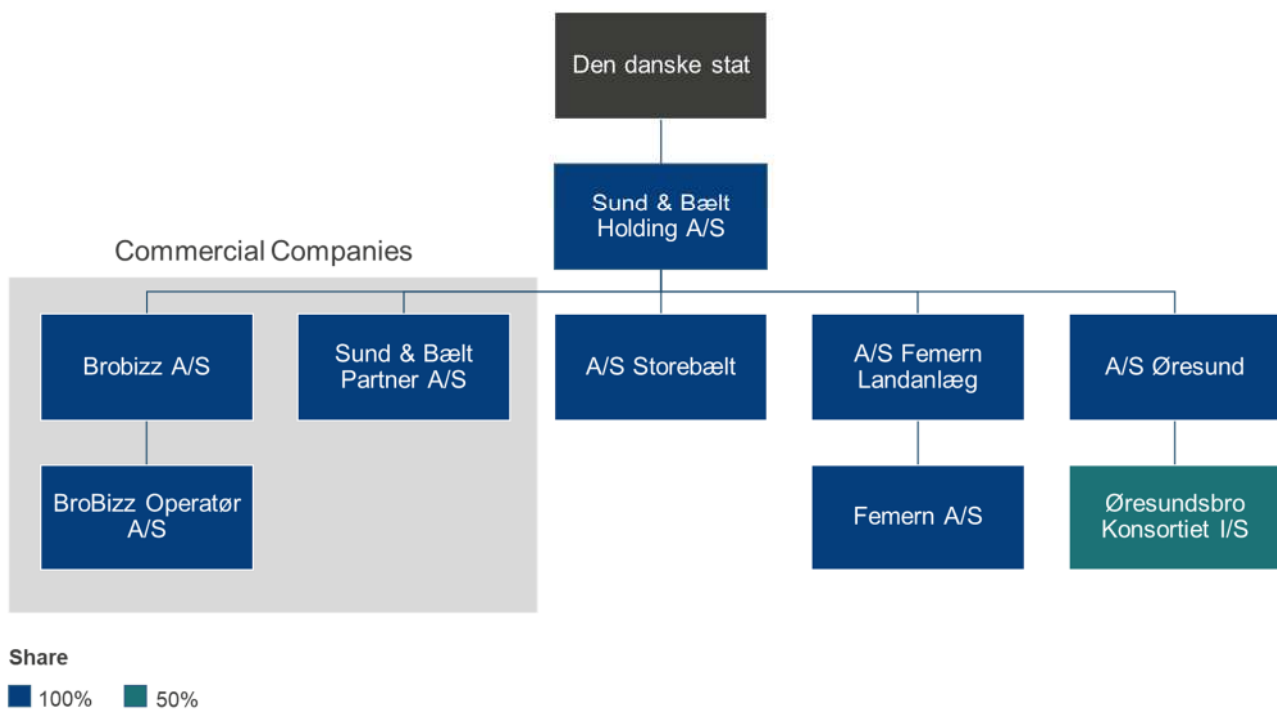 Den danske stat
Sund & Bælt
Holding A/S
Commercial Companies
Brobizz A/S
Sund & Bælt
Partner A/S
A/S Storebælt
A/S Femern
Landanlæg
A/S Øresund
BroBizz Operatør
A/S
Femern A/S
Øresundsbro
Konsortiet I/S
Share
100%
50%